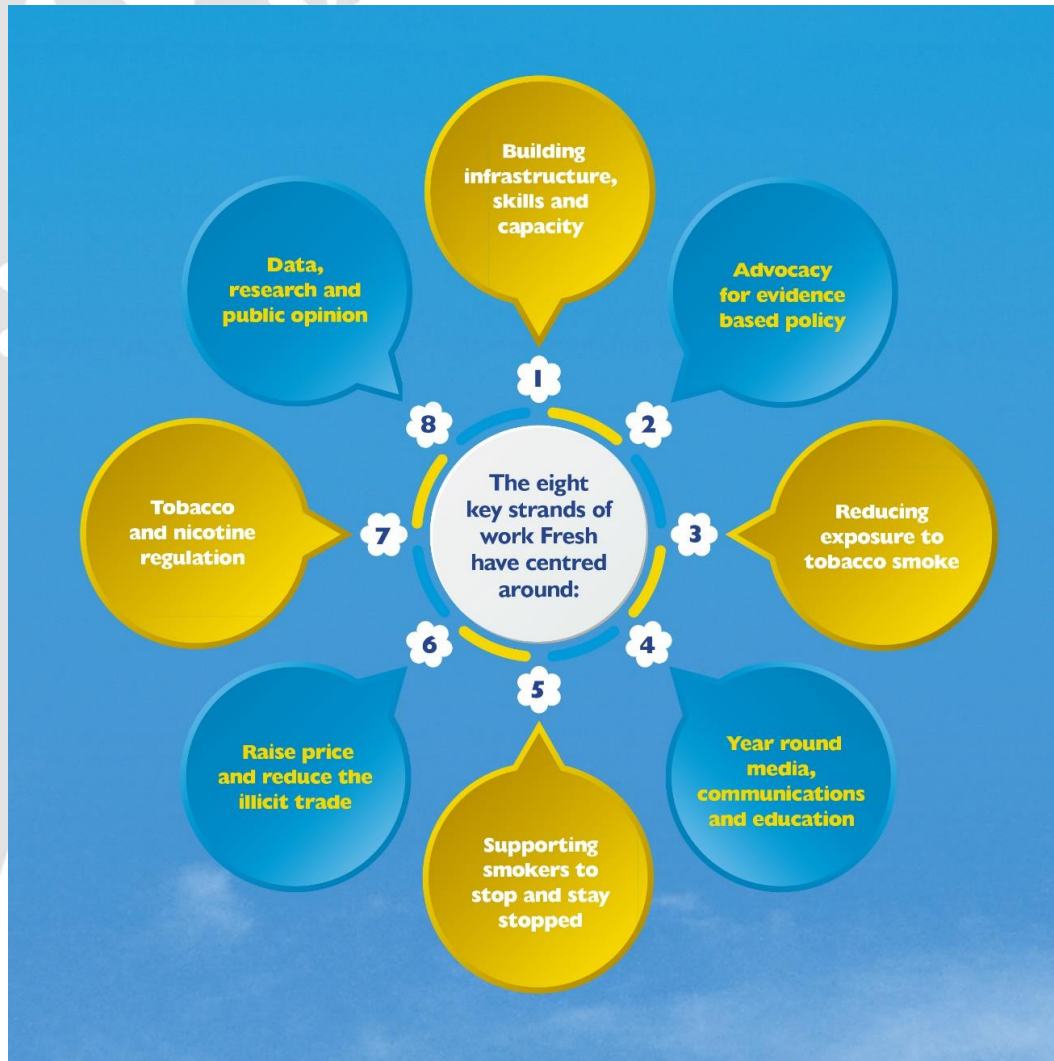 Building
infrastructure,
skills and
capacity
Data,
research and
public opinion
Advocacy
for evidence
based policy
1
8
2
The eight
key strands of
work Fresh
have centred
around:
Tobacco
and nicotine
regulation
7
3
Reducing
exposure to
tobacco smoke
6
4
5
Raise price
and reduce the
illicit trade
Year round
media,
communications
and education
Supporting
smokers to
stop and stay
stopped